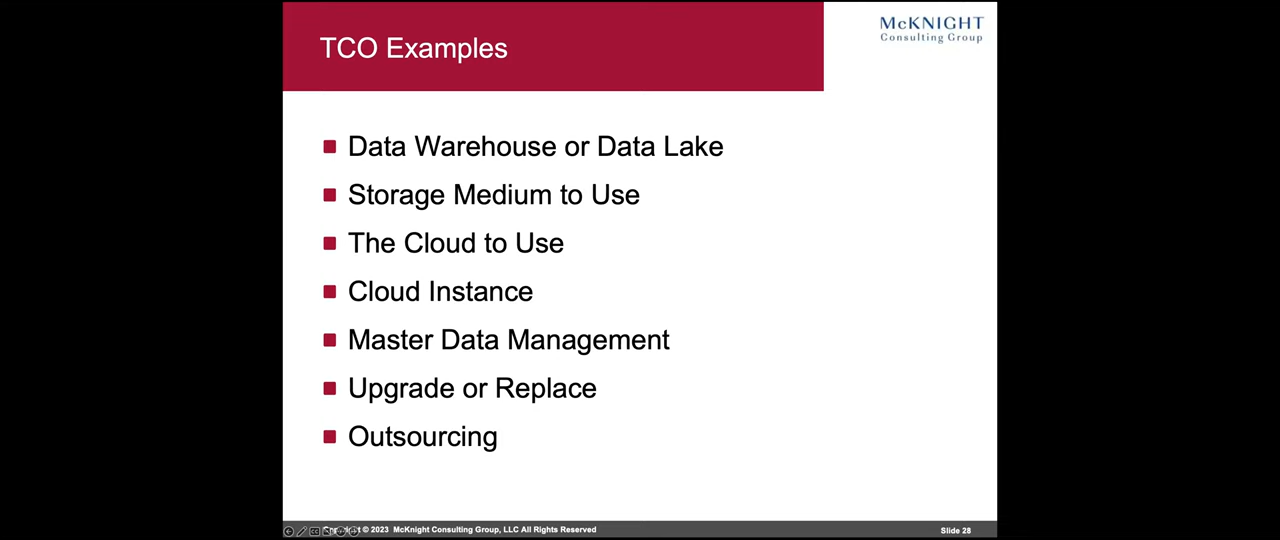 TCO Examples
McKNIGHT
Consulting Group
Data Warehouse or Data Lake
Storage Medium to Use
The Cloud to Use
Cloud Instance
Master Data Management
Upgrade or Replace
Outsourcing
Copyright © 2023 McKnight Consulting Group, LLC All Rights Reserved
Slide 28